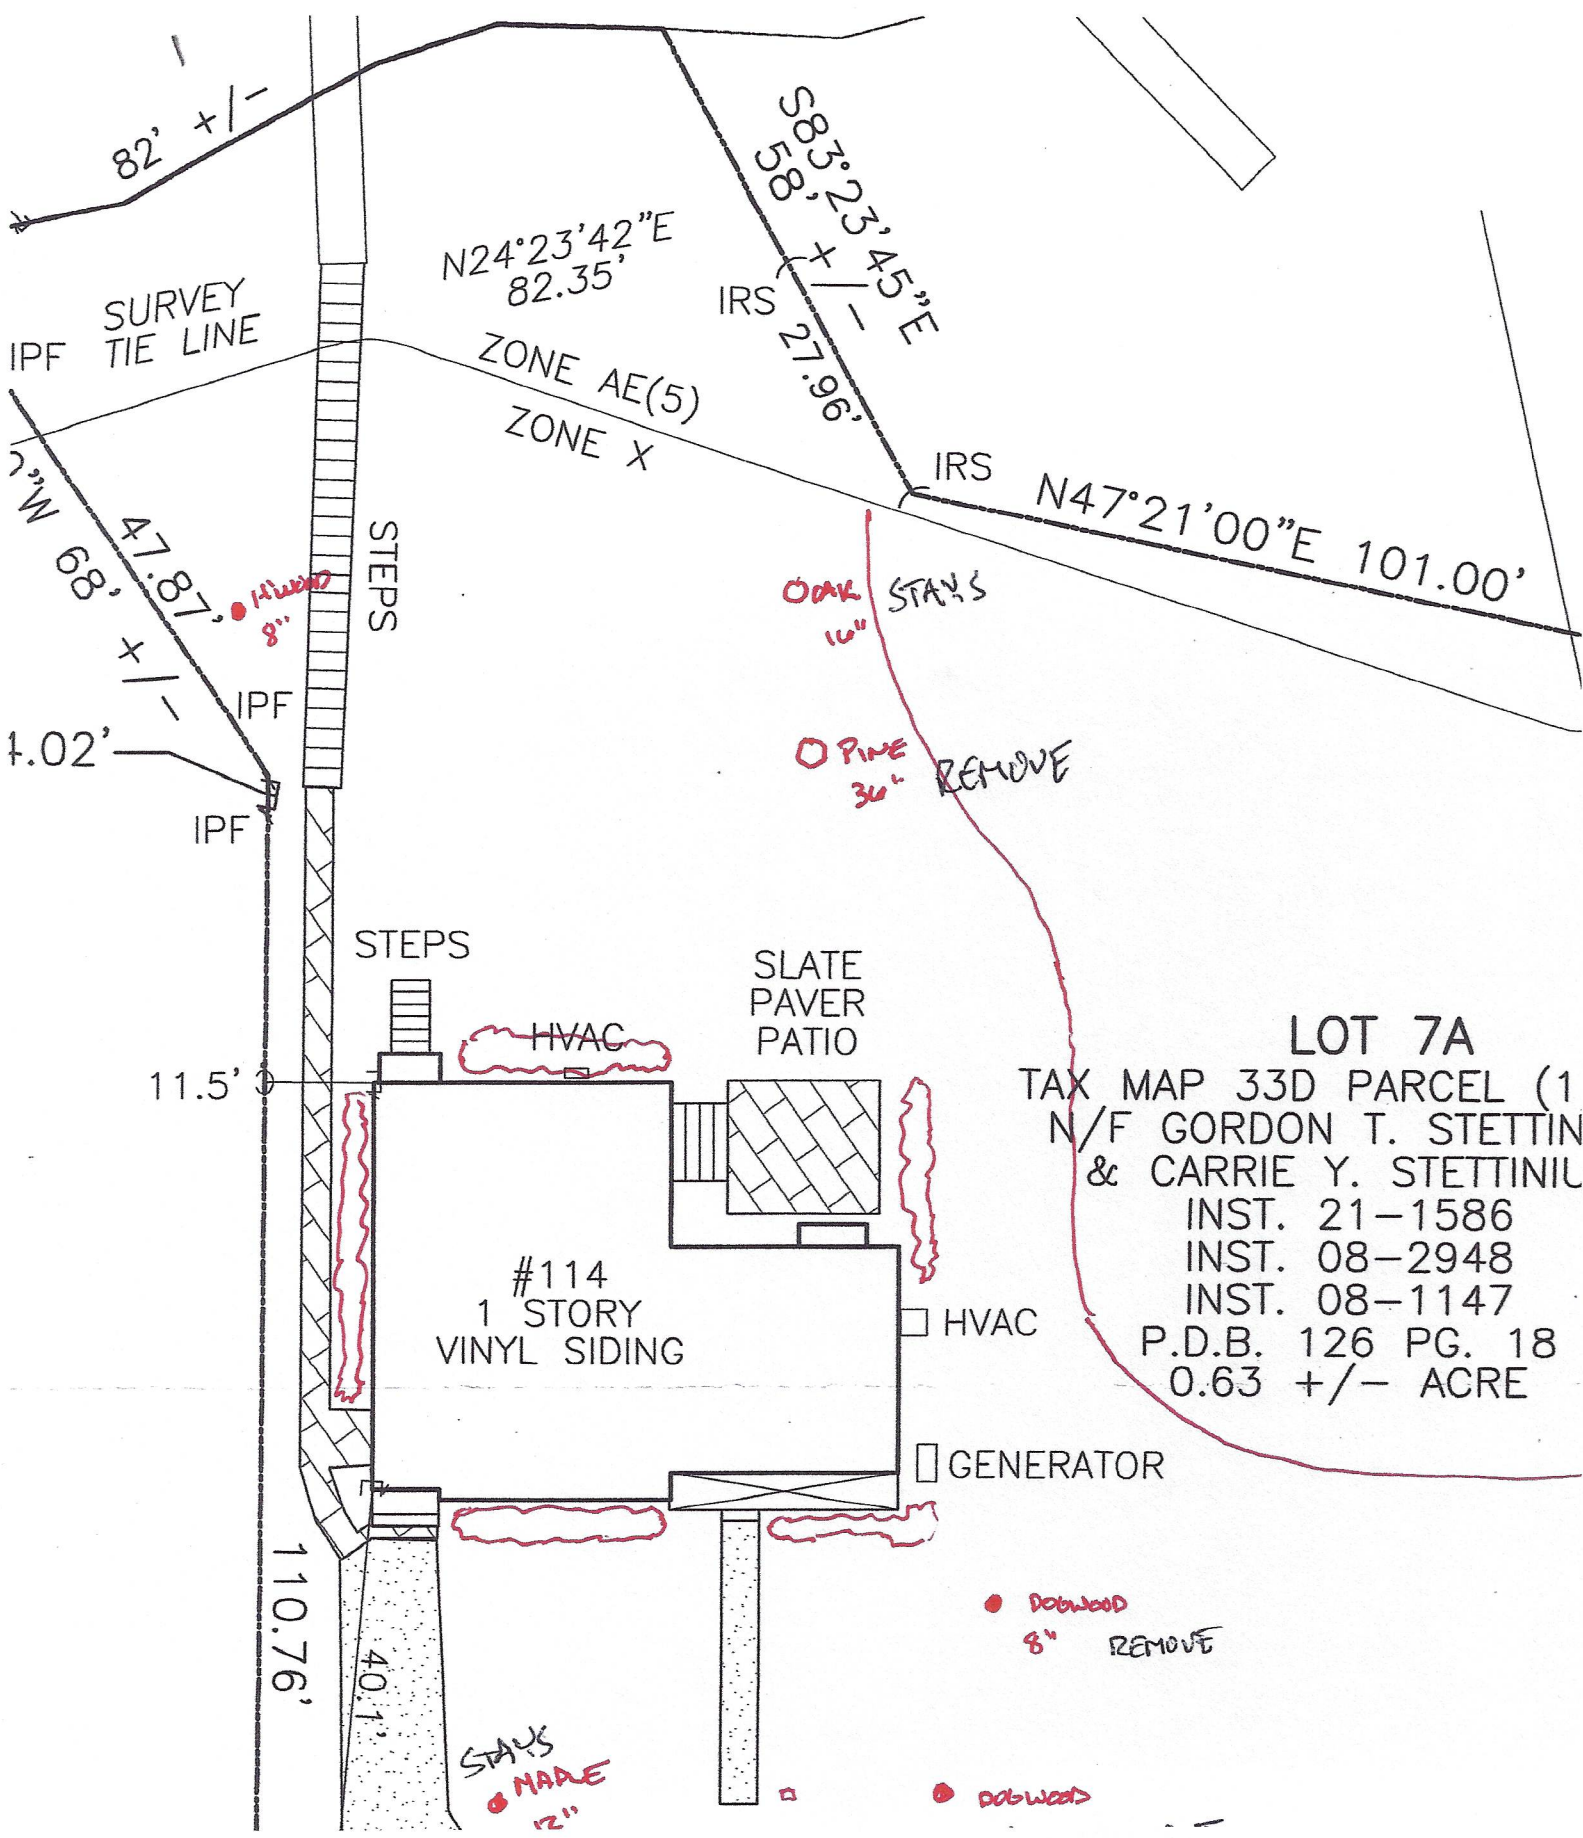 82' +/-
S83°23'45"E
58' +/-
N24°23'42"E
82.35'
SURVEY
TIE LINE
IPF
IRS
27.96'
ZONE AE(5)
ZONE X
IRS
N47°21'00"E 101.00'
"W
68' +/-
47.87'
H'WOOD
8"
STEPS
OAK STAYS
16"
IPF
4.02'
PINE REMOVE
36"
IPF
STEPS
SLATE
PAVER
PATIO
HVAC
11.5'
LOT 7A
TAX MAP 33D PARCEL (1
N/F GORDON T. STETTIN
& CARRIE Y. STETTINIU
INST. 21-1586
INST. 08-2948
INST. 08-1147
P.D.B. 126 PG. 18
0.63 +/- ACRE
#114
1 STORY
VINYL SIDING
HVAC
GENERATOR
110.76'
40.1'
DOGWOOD
8" REMOVE
STAYS
MAPLE
12"
DOGWOOD